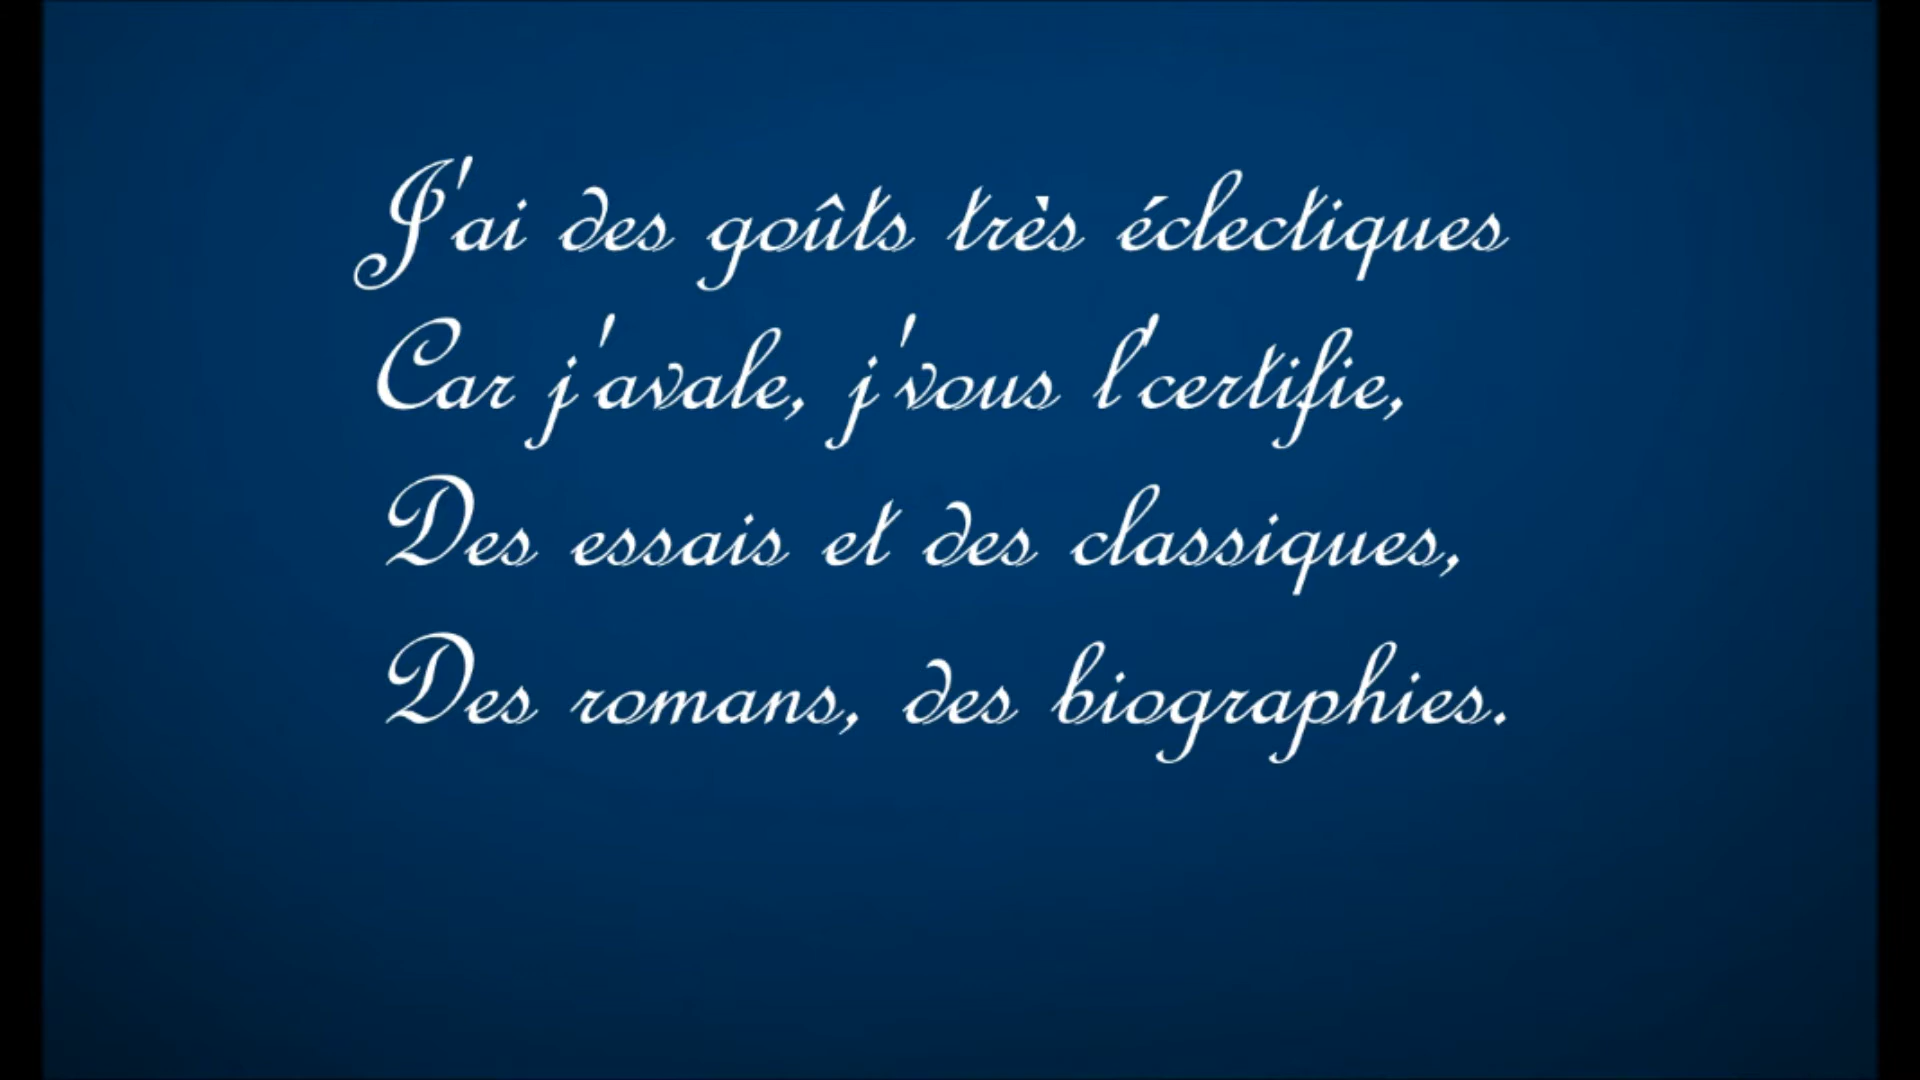 J'ai des goûts très éclectiques
Car j'avale, j'vous l'certifie,
Des essais et des classiques,
Des romans, des biographies.